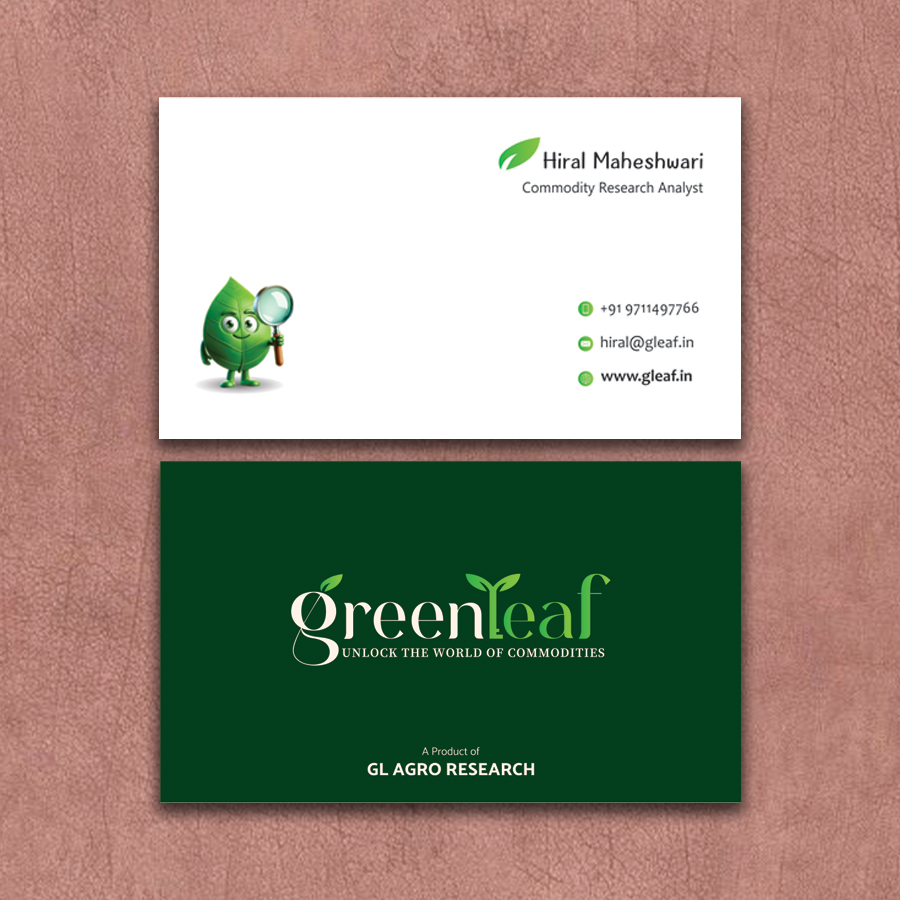 Hiral Maheshwari
Commodity Research Analyst
+91 9711497766
hiral@gleaf.in
www.gleaf.in
greenleaf
UNLOCK THE WORLD OF COMMODITIES
A Product of
GL AGRO RESEARCH